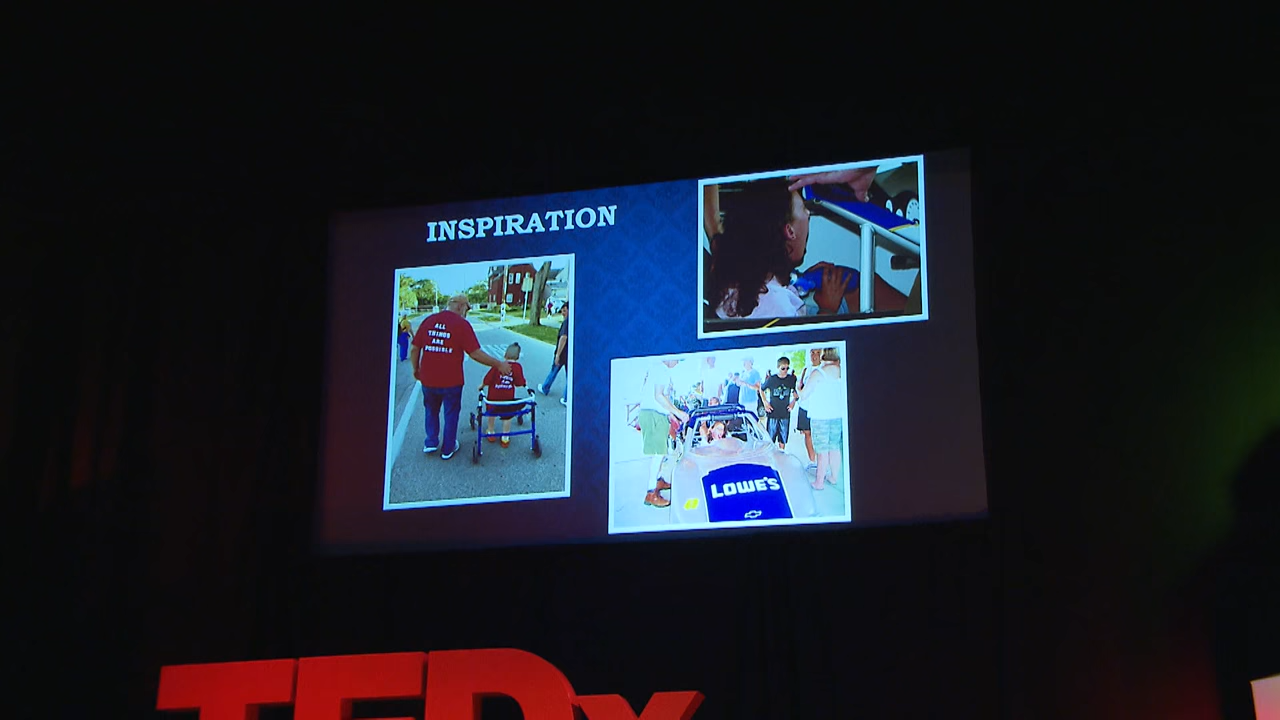 INSPIRATION
ALL
THINGS
ARE
POSSIBLE
LOWE'S
TEDx